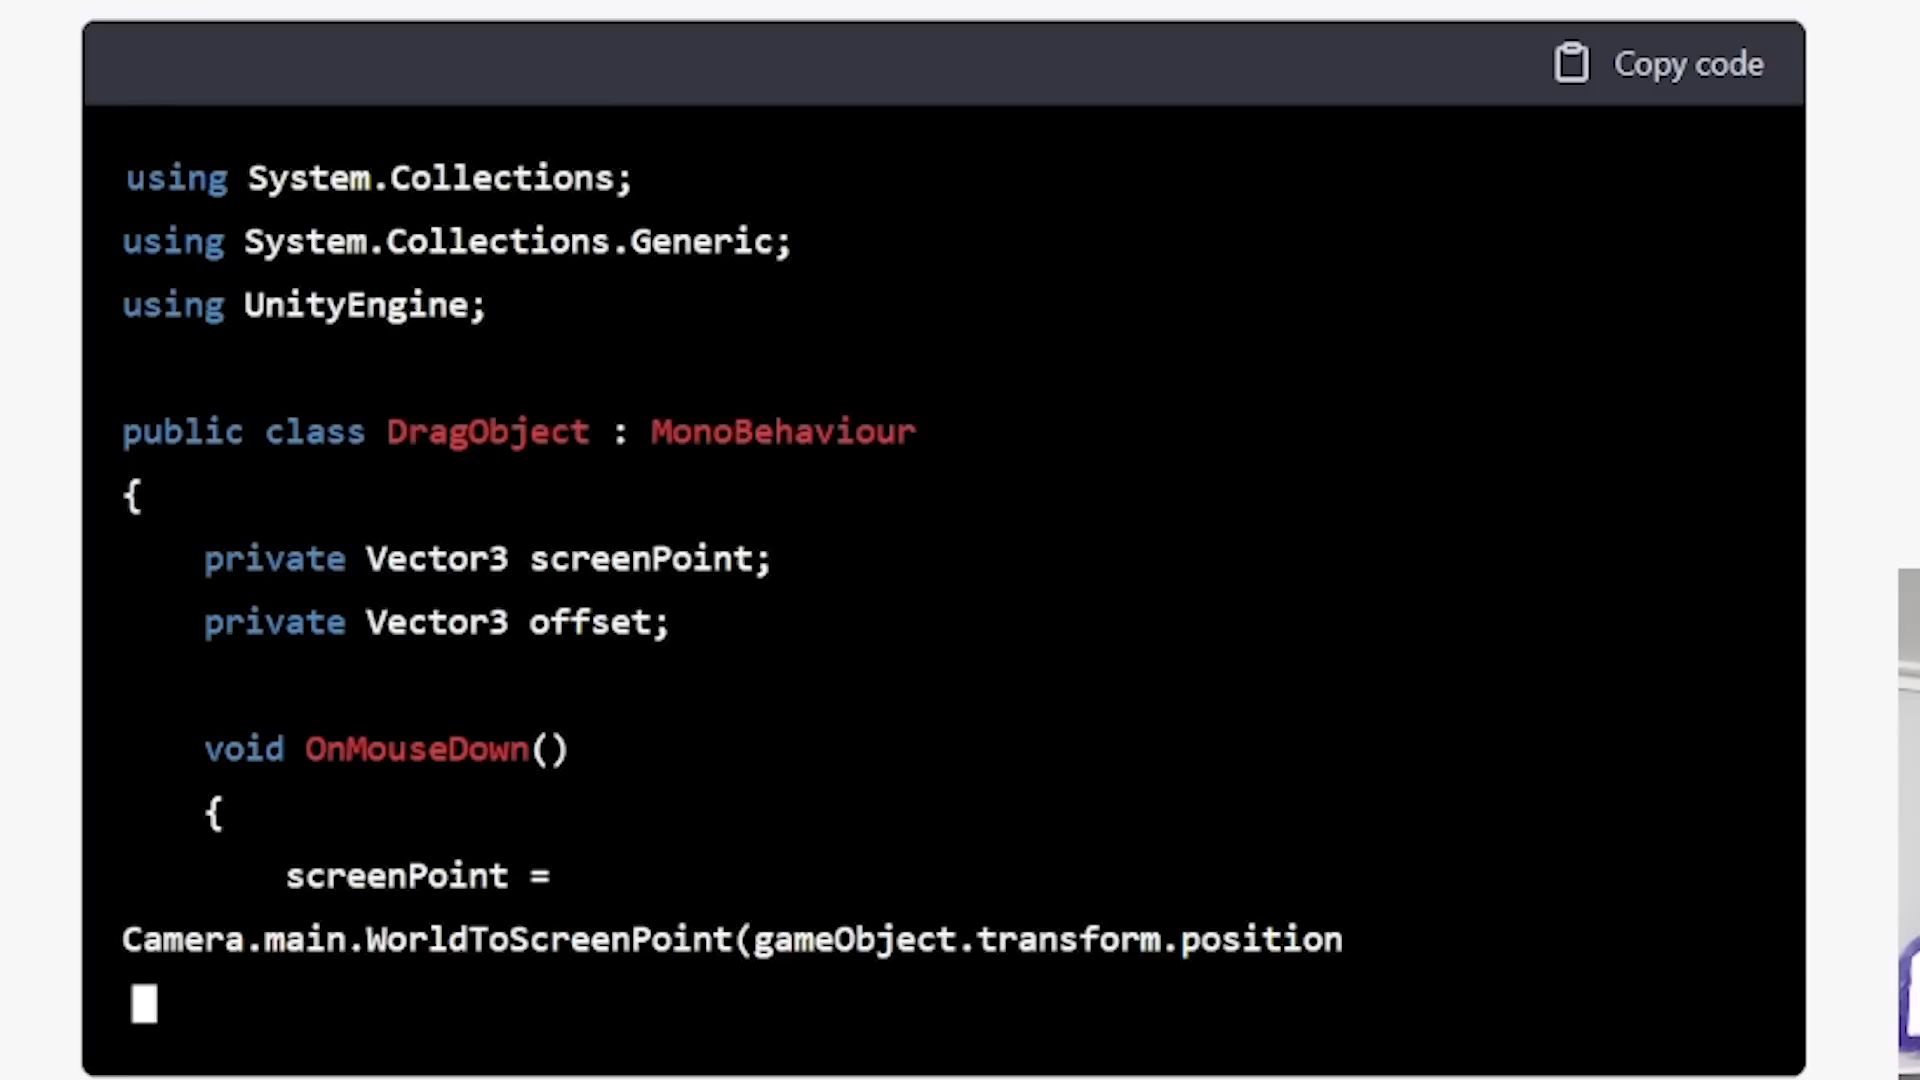 Copy code
using System.Collections;
using System.Collections.Generic;
using UnityEngine;
public class DragObject : MonoBehaviour
{
private Vector3 screenPoint;
private Vector3 offset;
void OnMouseDown()
{
screenPoint =
Camera.main.WorldToScreenPoint(gameObject.transform.position